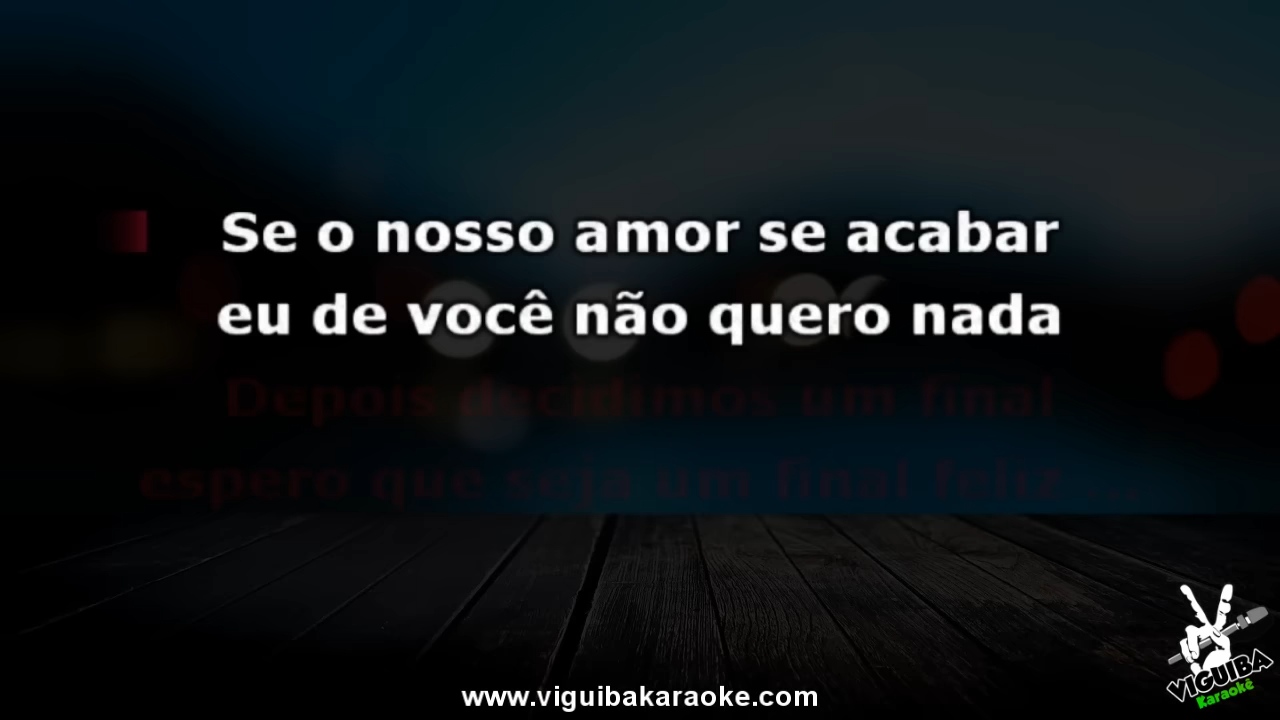 Se o nosso amor se acabar
eu de você não quero nada
Depois decidimos um final
espero que seja um final feliz ...
VIGUIBA
Karaokê
www.viguibakaraoke.com